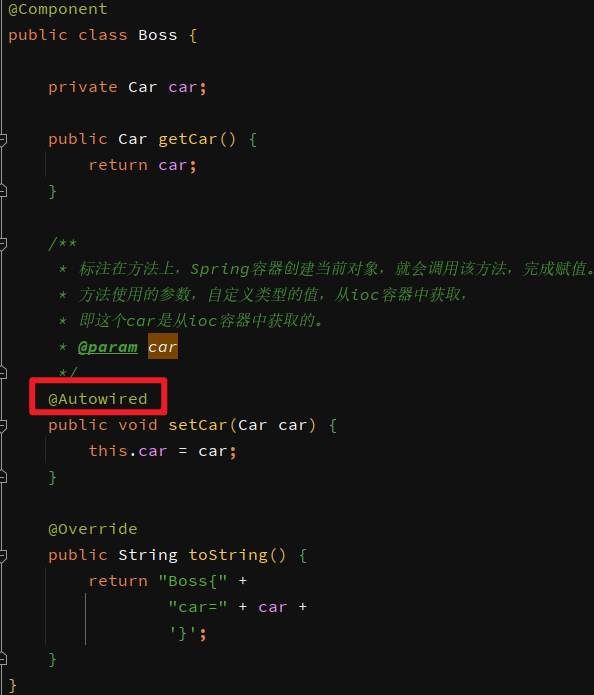 @Component
public class Boss {
private Car car;
public Car getCar() {
return car;
}
/**
* 标注在方法上，Spring容器创建当前对象，就会调用该方法，完成赋值。
* 方法使用的参数，自定义类型的值，从ioc容器中获取，
* 即这个car是从ioc容器中获取的。
* @param car
*/
@Autowired
public void setCar(Car car) {
this.car = car;
}
@Override
public String toString() {
return "Boss{" +
"car=" + car +
'}';
}
}